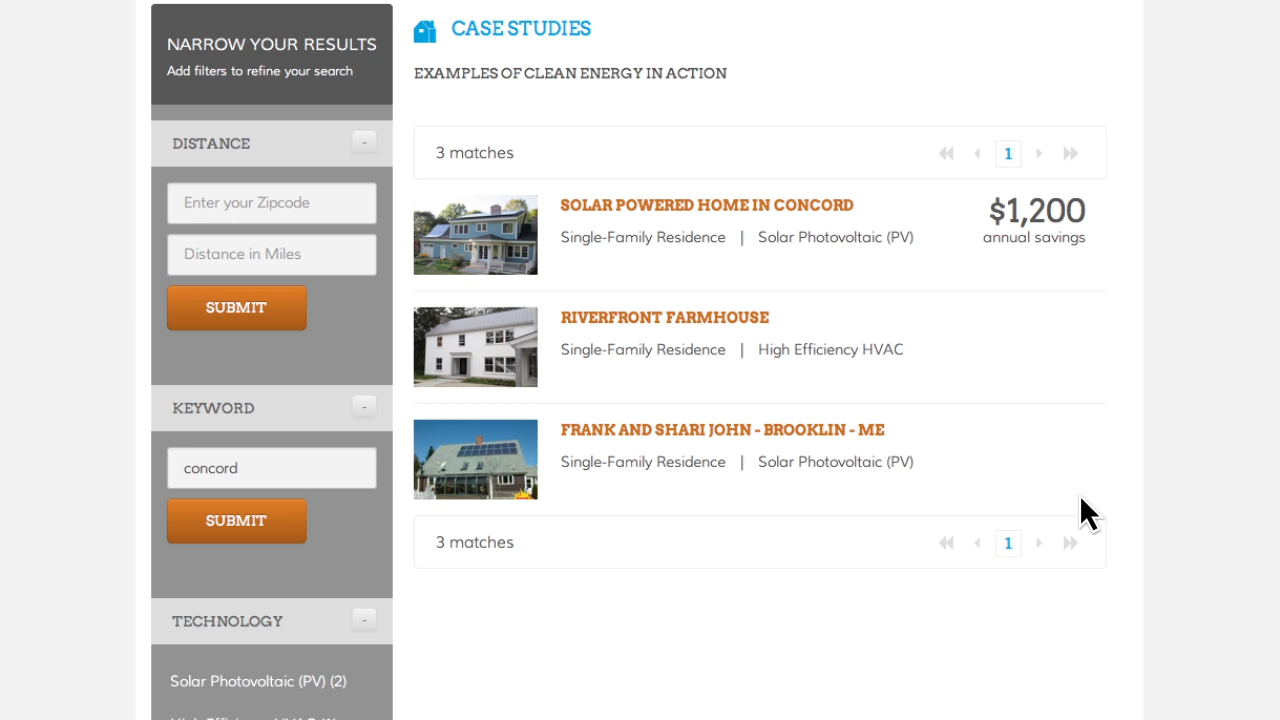 NARROW YOUR RESULTS
Add filters to refine your search
DISTANCE
-
Enter your Zipcode
Distance in Miles
SUBMIT
KEYWORD
-
concord
SUBMIT
TECHNOLOGY
-
Solar Photovoltaic (PV) (2)
CASE STUDIES
EXAMPLES OF CLEAN ENERGY IN ACTION
3 matches
1
SOLAR POWERED HOME IN CONCORD
Single-Family Residence | Solar Photovoltaic (PV)
$1,200
annual savings
RIVERFRONT FARMHOUSE
Single-Family Residence | High Efficiency HVAC
FRANK AND SHARI JOHN - BROOKLIN - ME
Single-Family Residence | Solar Photovoltaic (PV)
3 matches
1